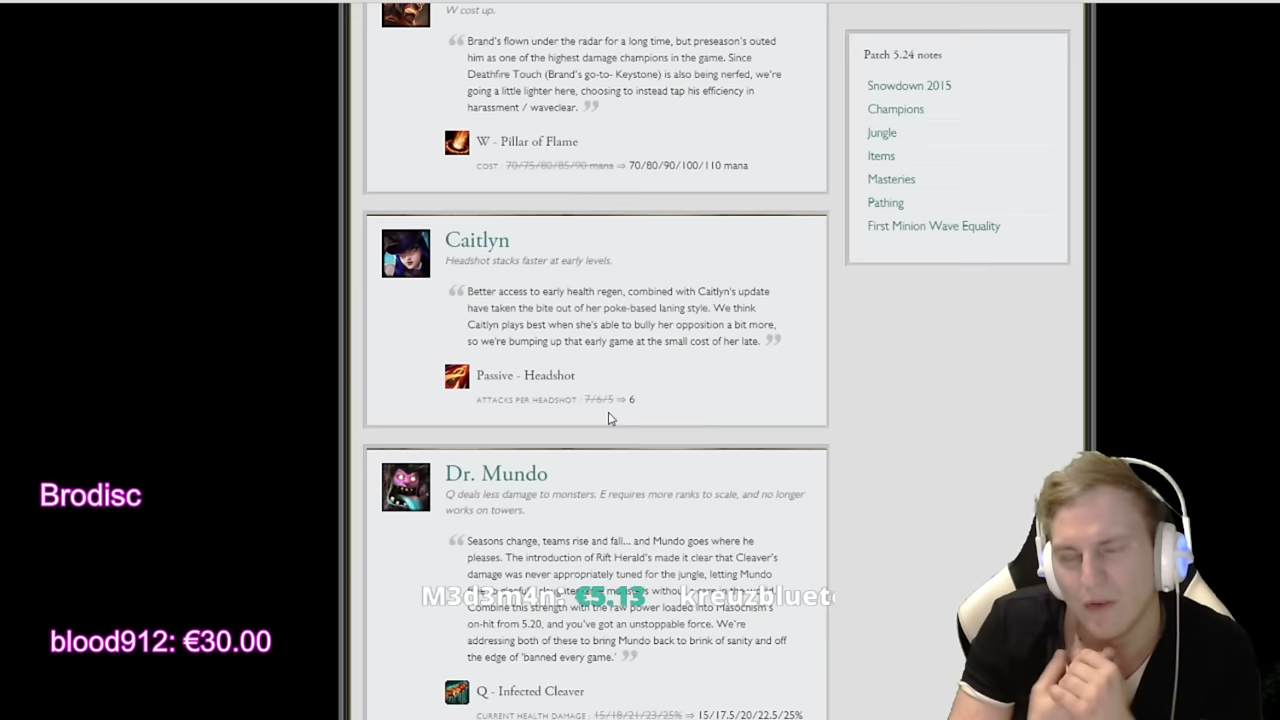 W cost up.
Brand's flown under the radar for a long time, but preseason's outed
him as one of the highest damage champions in the game. Since
Deathfire Touch (Brand's go-to- Keystone) is also being nerfed, we're
going a little lighter here, choosing to instead tap his efficiency in
harassment / waveclear.
W - Pillar of Flame
COST : 70/75/80/85/90 mana ⇒ 70/80/90/100/110 mana
Caitlyn
Headshot stacks faster at early levels.
Better access to early health regen, combined with Caitlyn's update
have taken the bite out of her poke-based laning style. We think
Caitlyn plays best when she's able to bully her opposition a bit more,
so we're bumping up that early game at the small cost of her late.
Passive - Headshot
ATTACKS PER HEADSHOT : 7/6/5 ⇒ 6
Dr. Mundo
Q deals less damage to monsters. E requires more ranks to scale, and no longer
works on towers.
Seasons change, teams rise and fall... and Mundo goes where he
pleases. The introduction of Rift Herald's made it clear that Cleaver's
damage was never appropriately tuned for the jungle, letting Mundo
Combine this strength with the raw power loaded into Masochism's
on-hit from 5.20, and you've got an unstoppable force. We're
addressing both of these to bring Mundo back to brink of sanity and off
the edge of 'banned every game.'
Q - Infected Cleaver
CURRENT HEALTH DAMAGE : 15/18/21/23/25% ⇒ 15/17.5/20/22.5/25%
Patch 5.24 notes
Snowdown 2015
Champions
Jungle
Items
Masteries
Pathing
First Minion Wave Equality
Brodisc
M3d3m4n: €5.13 kreuzbluet
blood912: €30.00